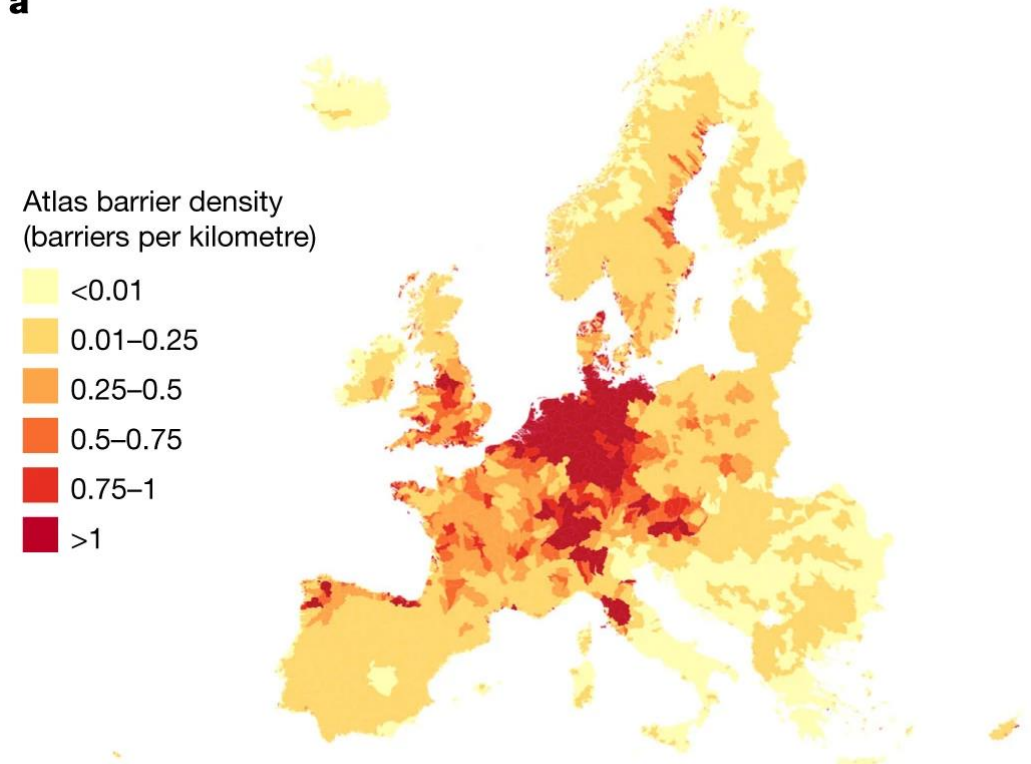 a
Atlas barrier density
(barriers per kilometre)
<0.01
0.01–0.25
0.25–0.5
0.5–0.75
0.75–1
>1